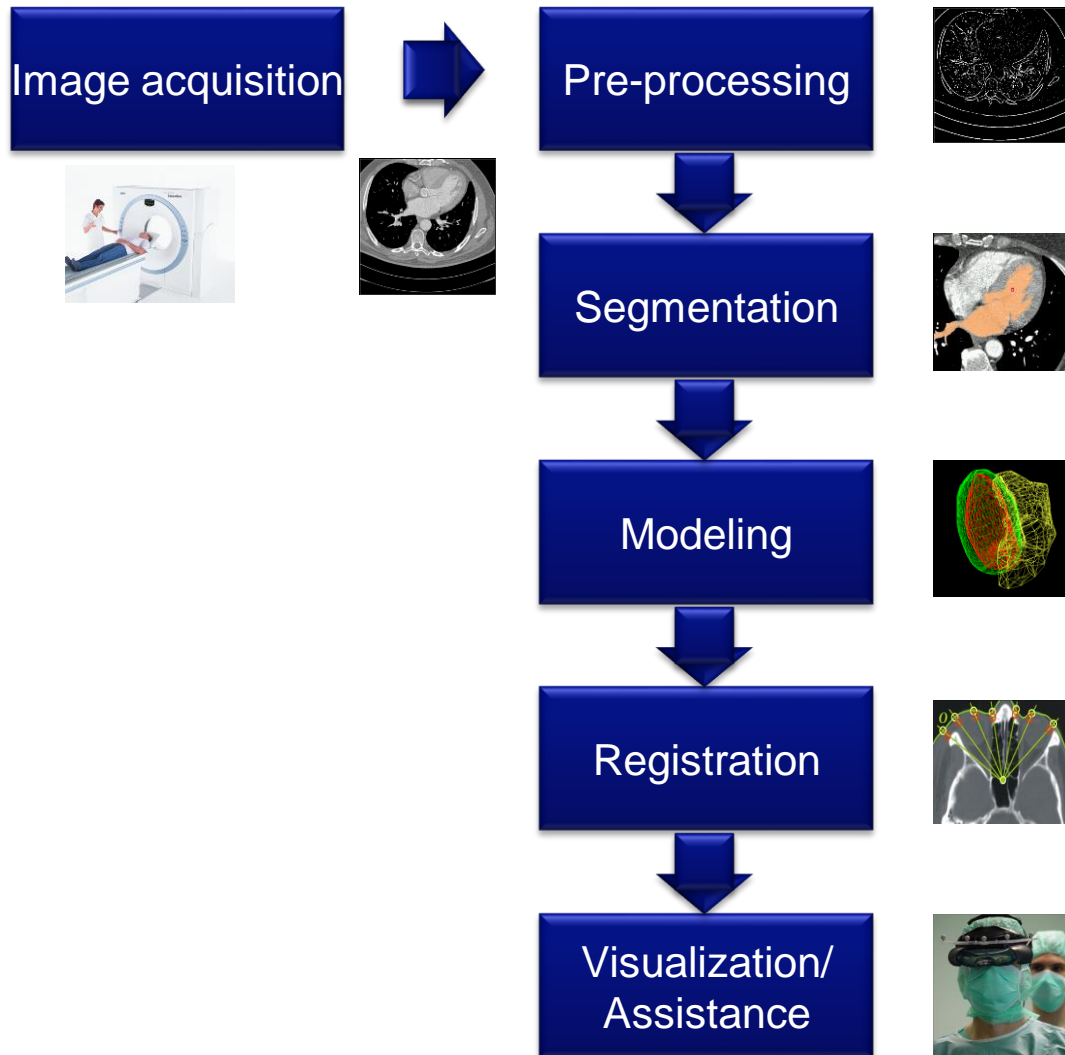 Image acquisition
Pre-processing
Segmentation
Modeling
Registration
Visualization/
Assistance